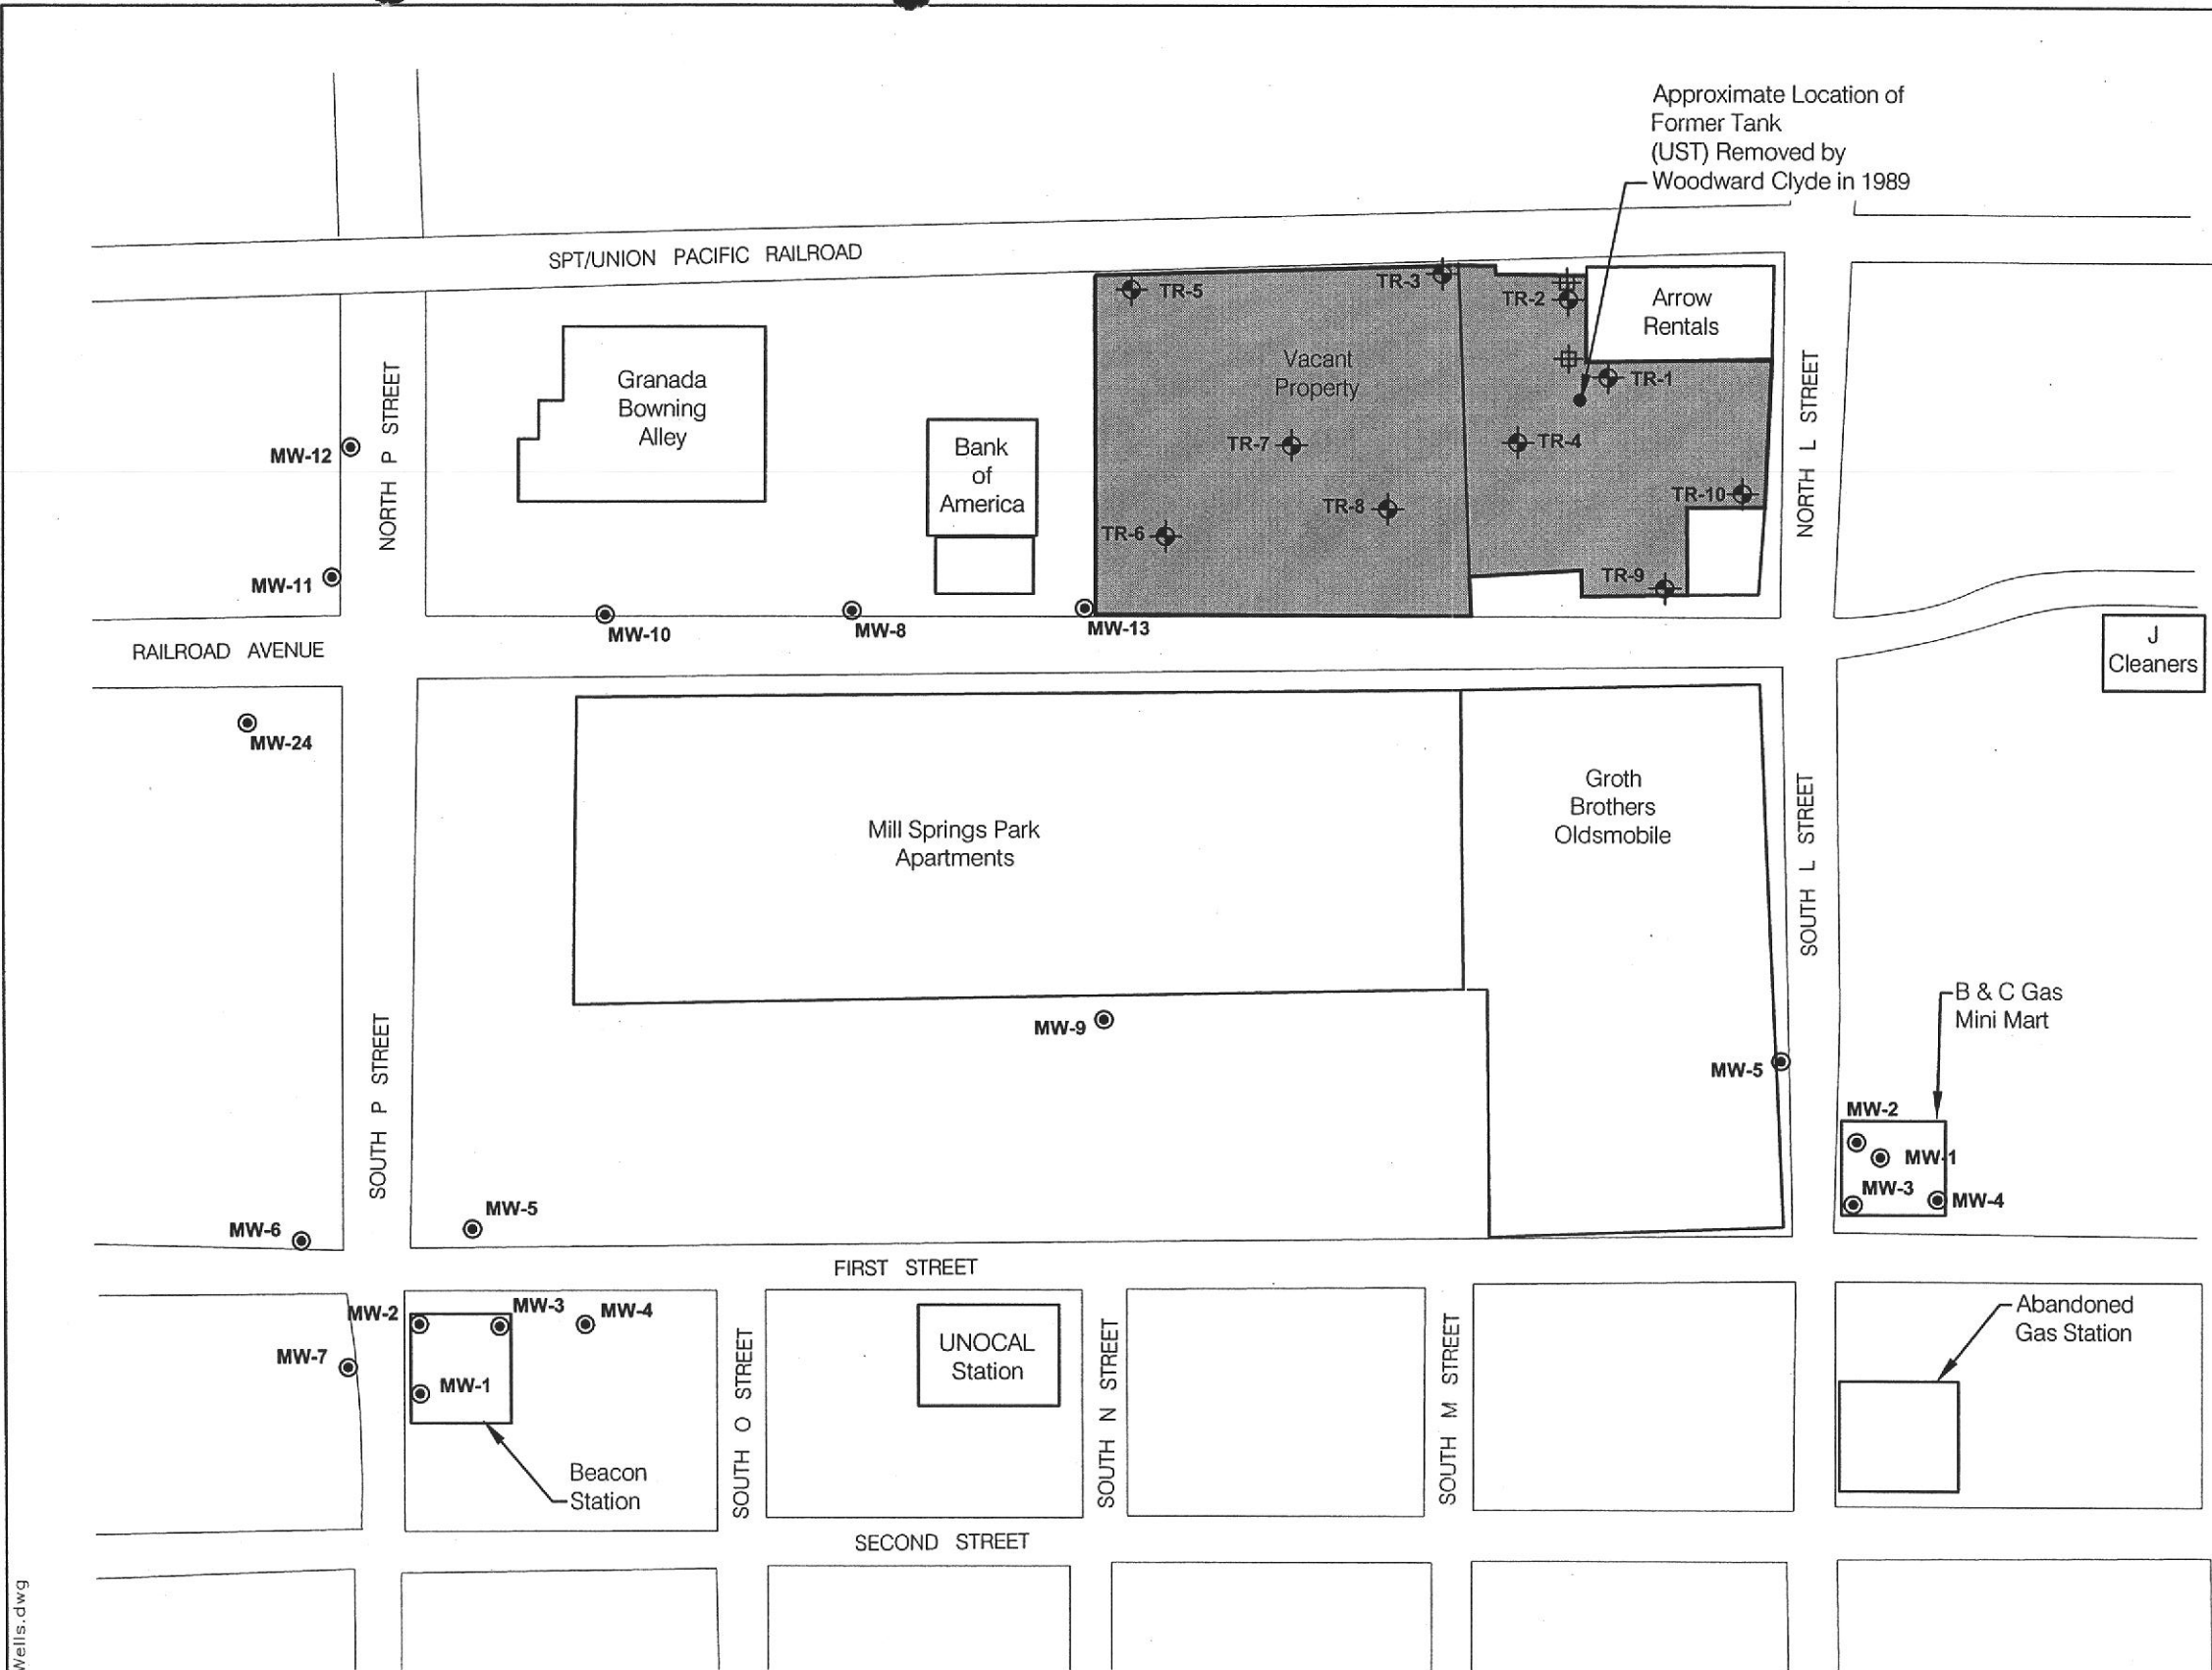 Approximate Location of
Former Tank
(UST) Removed by
Woodward Clyde in 1989
SPT/UNION PACIFIC RAILROAD
TR-5
TR-3
TR-2
Arrow
Rentals
Vacant
Property
TR-1
Granada
Bowning
Alley
NORTH P STREET
NORTH L STREET
MW-12
Bank
of
America
TR-7
TR-4
TR-8
TR-10
TR-6
TR-9
MW-11
MW-10
MW-8
MW-13
RAILROAD AVENUE
J
Cleaners
MW-24
Mill Springs Park
Apartments
Groth
Brothers
Oldsmobile
SOUTH L STREET
B & C Gas
Mini Mart
SOUTH P STREET
MW-9
MW-5
MW-2
MW-1
MW-3
MW-4
MW-5
MW-6
FIRST STREET
MW-2
MW-3
MW-4
MW-7
MW-1
Beacon
Station
SOUTH O STREET
UNOCAL
Station
SOUTH N STREET
SOUTH M STREET
Abandoned
Gas Station
SECOND STREET
Wells.dwg